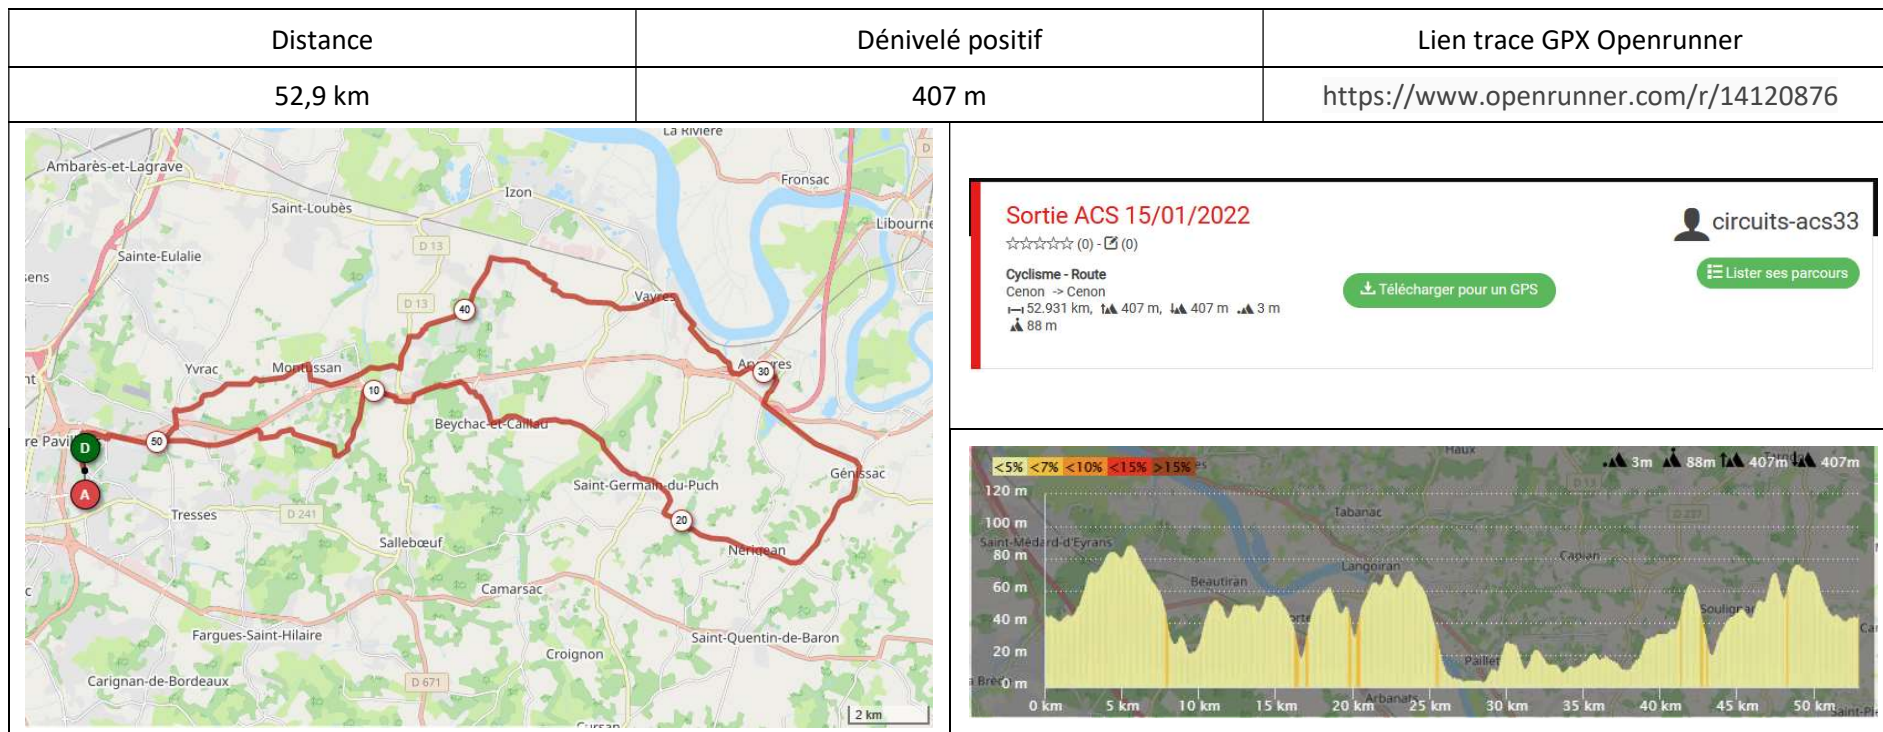 Distance
Dénivelé positif
Lien trace GPX Openrunner
52,9 km
407 m
https://www.openrunner.com/r/14120876
La Rivière
Ambarès-et-Lagrave
Fronsac
Izon
Saint-Loubès
Libourne
D 13
Sainte-Eulalie
Vayres
D 13
40
Yvrac
Montussan
30
10
Beychac-et-Caillau
50
D
Génissac
Saint-Germain-du-Puch
A
Tresses
D 241
20
Sallebœuf
Nérigean
Camarsac
Fargues-Saint-Hilaire
Saint-Quentin-de-Baron
Croignon
Carignan-de-Bordeaux
D 671
2 km
Sortie ACS 15/01/2022
(0) - (0)
Cyclisme - Route
Cenon -> Cenon
52.931 km, 407 m, 407 m 3 m
88 m
Télécharger pour un GPS
circuits-acs33
Lister ses parcours
<5% <7% <10% <15% >15%
3m 88m 407m 407m
Haux
D 13
120 m
100 m
80 m
60 m
40 m
20 m
0 m
Tabanac
D 237
Saint-Médard-d'Eyrans
Capian
Langoiran
Beautiran
Soulignac
Paillet
Arbanats
0 km 5 km 10 km 15 km 20 km 25 km 30 km 35 km 40 km 45 km 50 km